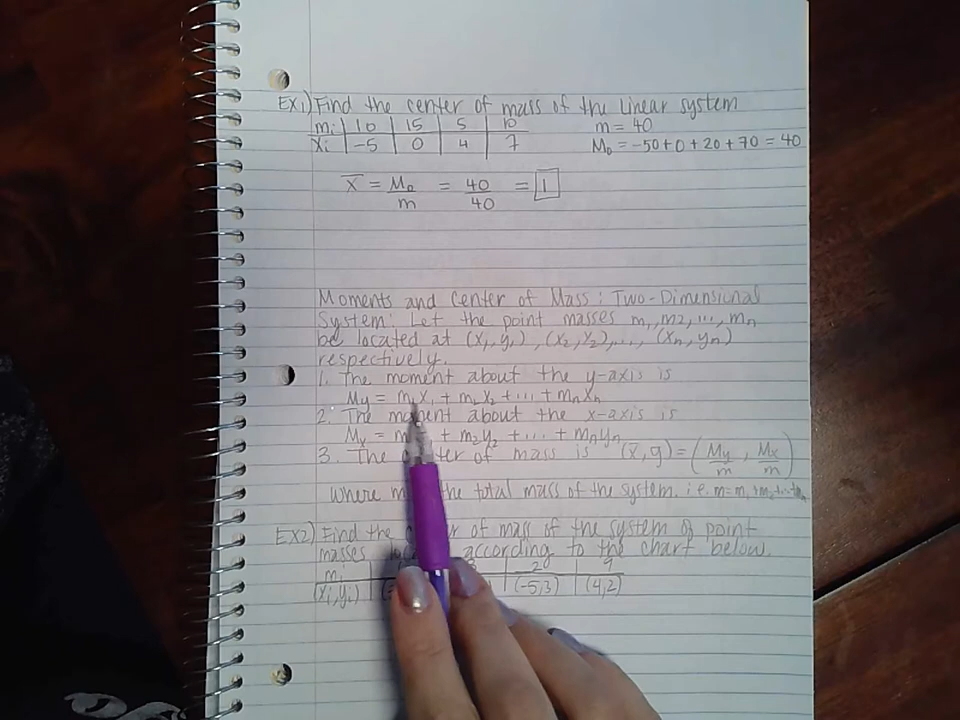 EX1) Find the center of mass of the linear system
mi | 10 | 15 | 5 | 10 m = 40
xi | -5 | 0 | 4 | 7 M₀ = -50+0+20+70 = 40
x̄ = M₀/m = 40/40 = 1
Moments and Center of Mass: Two-Dimensional
System: Let the point masses m₁, m₂, ..., mₙ
be located at (x₁, y₁), (x₂, y₂), ..., (xₙ, yₙ)
respectively.
1. The moment about the y-axis is
My = m₁x₁ + m₂x₂ + ... + mₙxₙ
2. The moment about the x-axis is
Mx = m + m₂y₂ + ... + mₙyₙ
3. The center of mass is (x̄, ȳ) = (My/m, Mx/m)
where m the total mass of the system. i.e. m = m₁+m₂+...+mₙ
EX2) Find the of mass of the system of point
masses according to the chart below.
mi | 2 | 9
(xi, yi) | (-5,3) | (4,2)